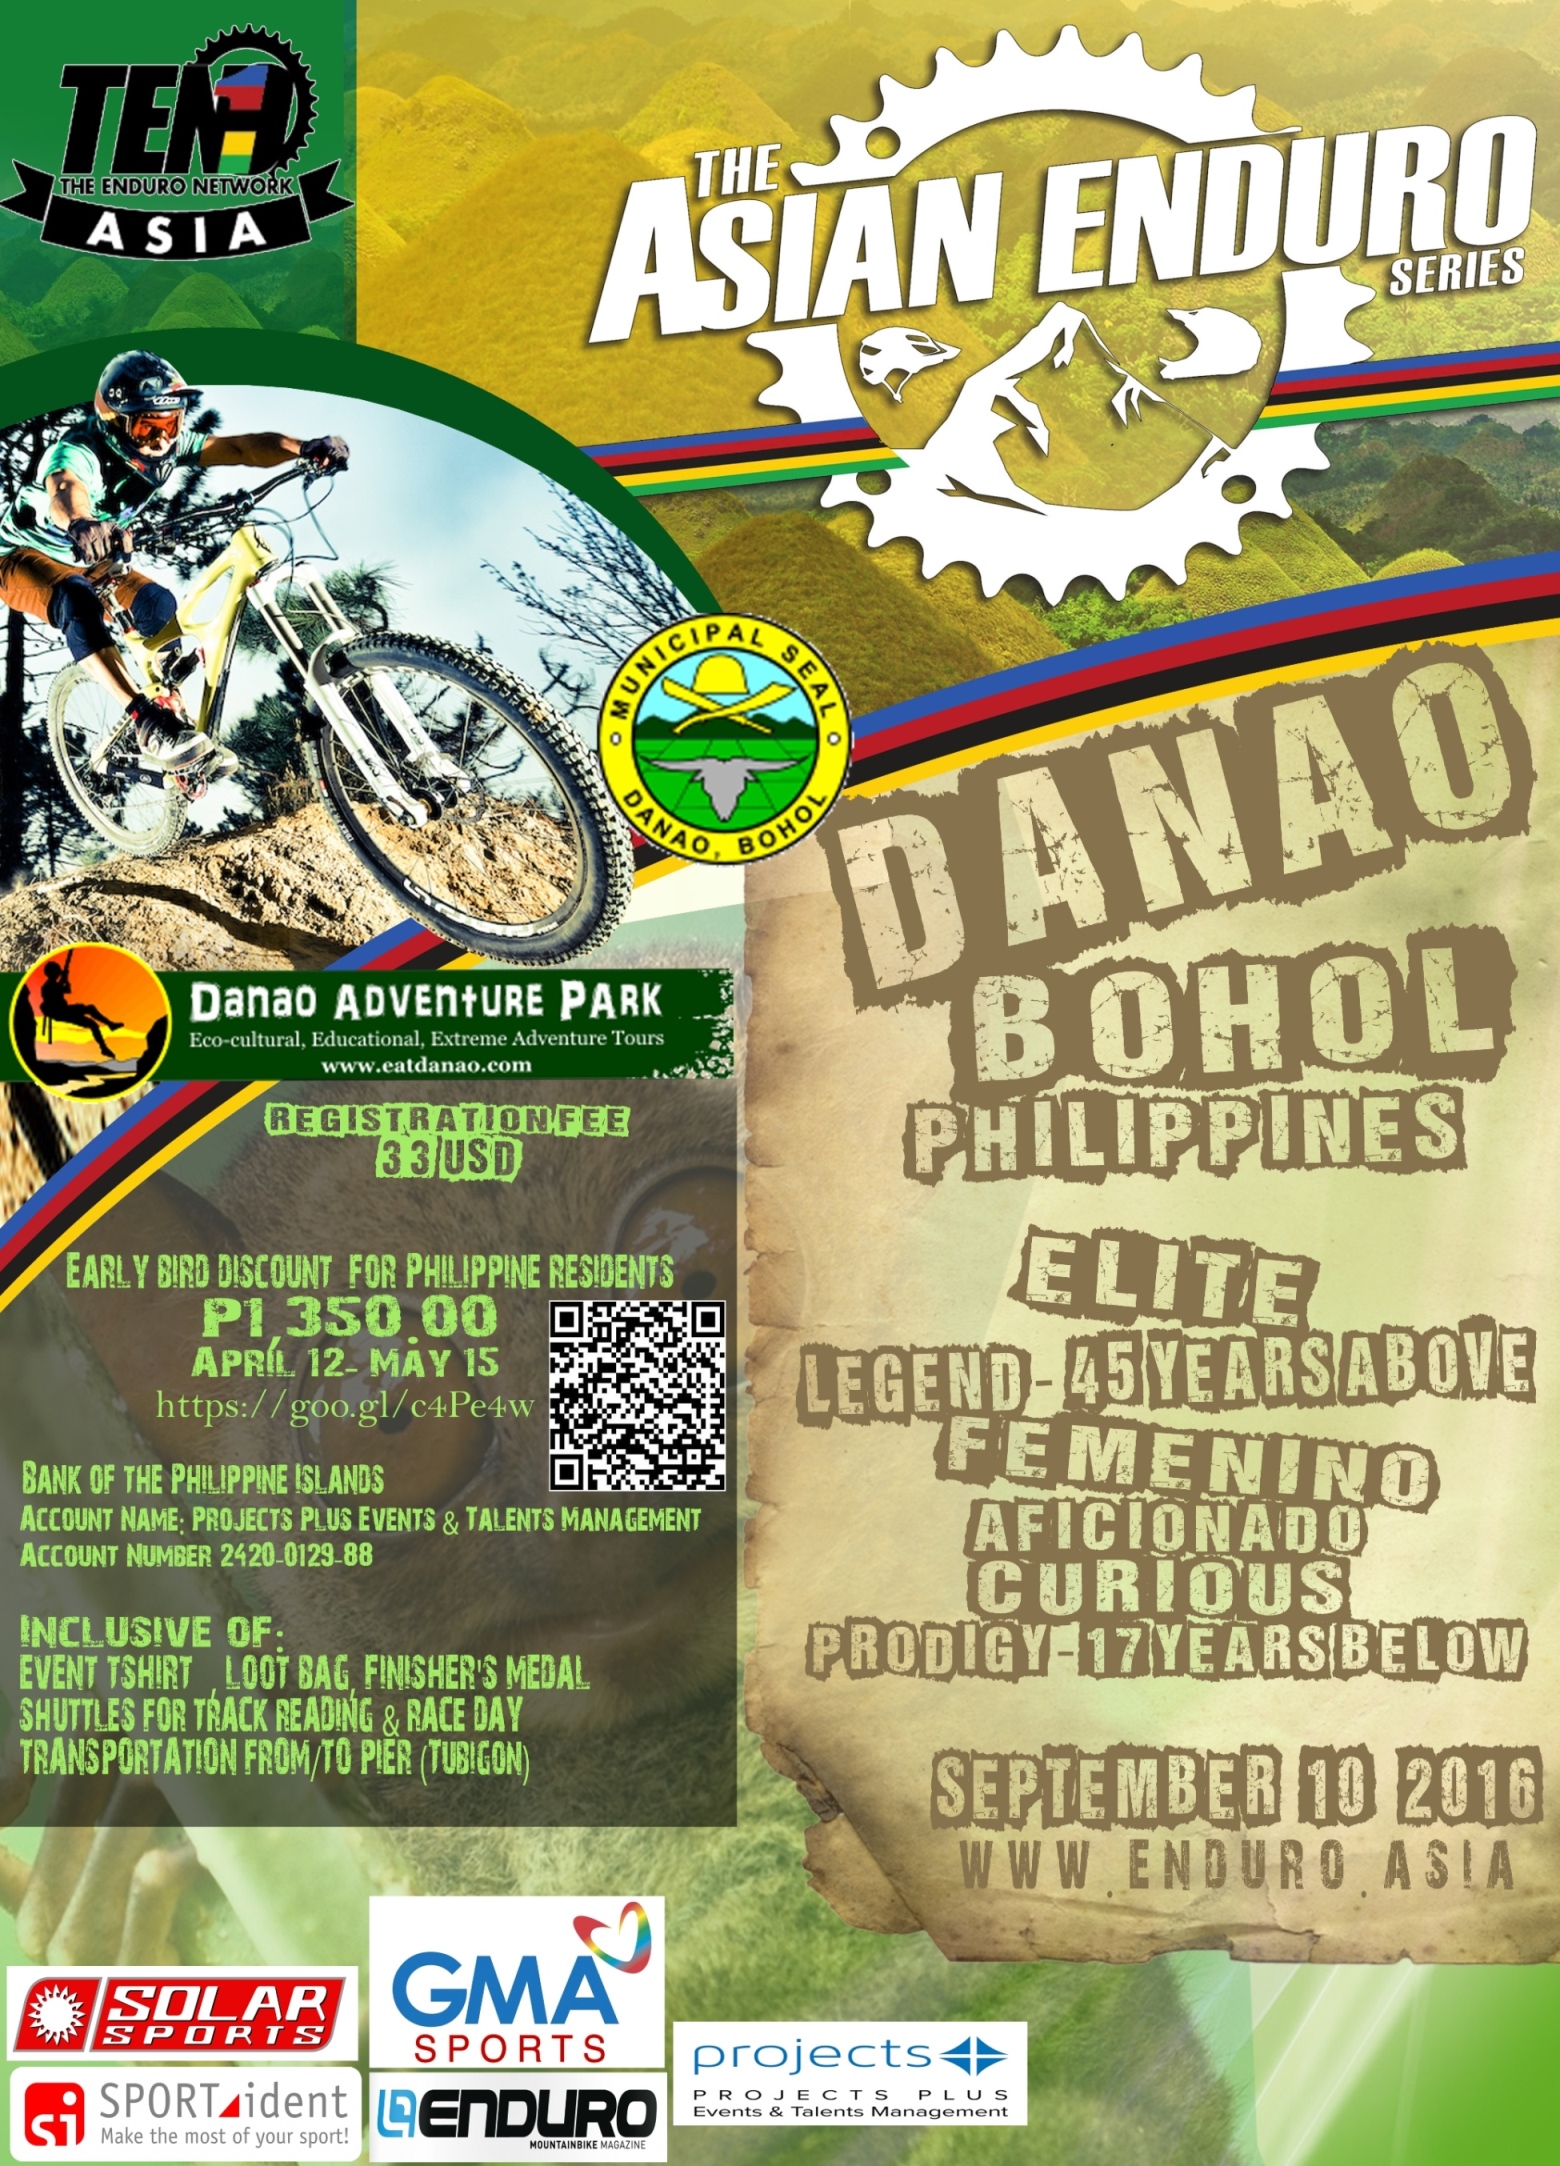 TEN
THE ENDURO NETWORK
ASIA
THE
ASIAN ENDURO
SERIES
MUNICIPAL SEAL
DANAO, BOHOL
DANAO
BOHOL
PHILIPPINES
DANAO ADVENTURE PARK
Eco-cultural, Educational, Extreme Adventure Tours
www.eatdanao.com
REGISTRATION FEE
33 USD
EARLY BIRD DISCOUNT FOR PHILIPPINE RESIDENTS
P1,350.00
APRIL 12- MAY 15
https://goo.gl/c4Pe4w
BANK OF THE PHILIPPINE ISLANDS
ACCOUNT NAME: PROJECTS PLUS EVENTS & TALENTS MANAGEMENT
ACCOUNT NUMBER 2420-0129-88
INCLUSIVE OF:
EVENT TSHIRT , LOOT BAG, FINISHER'S MEDAL
SHUTTLES FOR TRACK READING & RACE DAY
TRANSPORTATION FROM/TO PIER (TUBIGON)
ELITE
LEGEND - 45 YEARS ABOVE
FEMENINO
AFICIONADO
CURIOUS
PRODIGY - 17 YEARS BELOW
SEPTEMBER 10 2016
WWW.ENDURO.ASIA
SOLAR
SPORTS
GMA
SPORTS
projects
PROJECTS PLUS
Events & Talents Management
si
SPORTident
Make the most of your sport!
ENDURO
MOUNTAINBIKE MAGAZINE